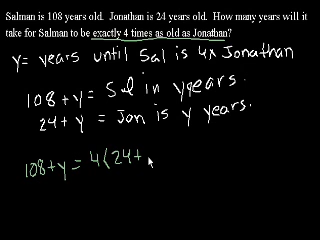 Salman is 108 years old. Jonathan is 24 years old. How many years will it
take for Salman to be exactly 4 times as old as Jonathan?
y= years until Sal is 4x Jonathan
108+y = Sal in y years.
24+y = Jon is y years.
108+y = 4(24+